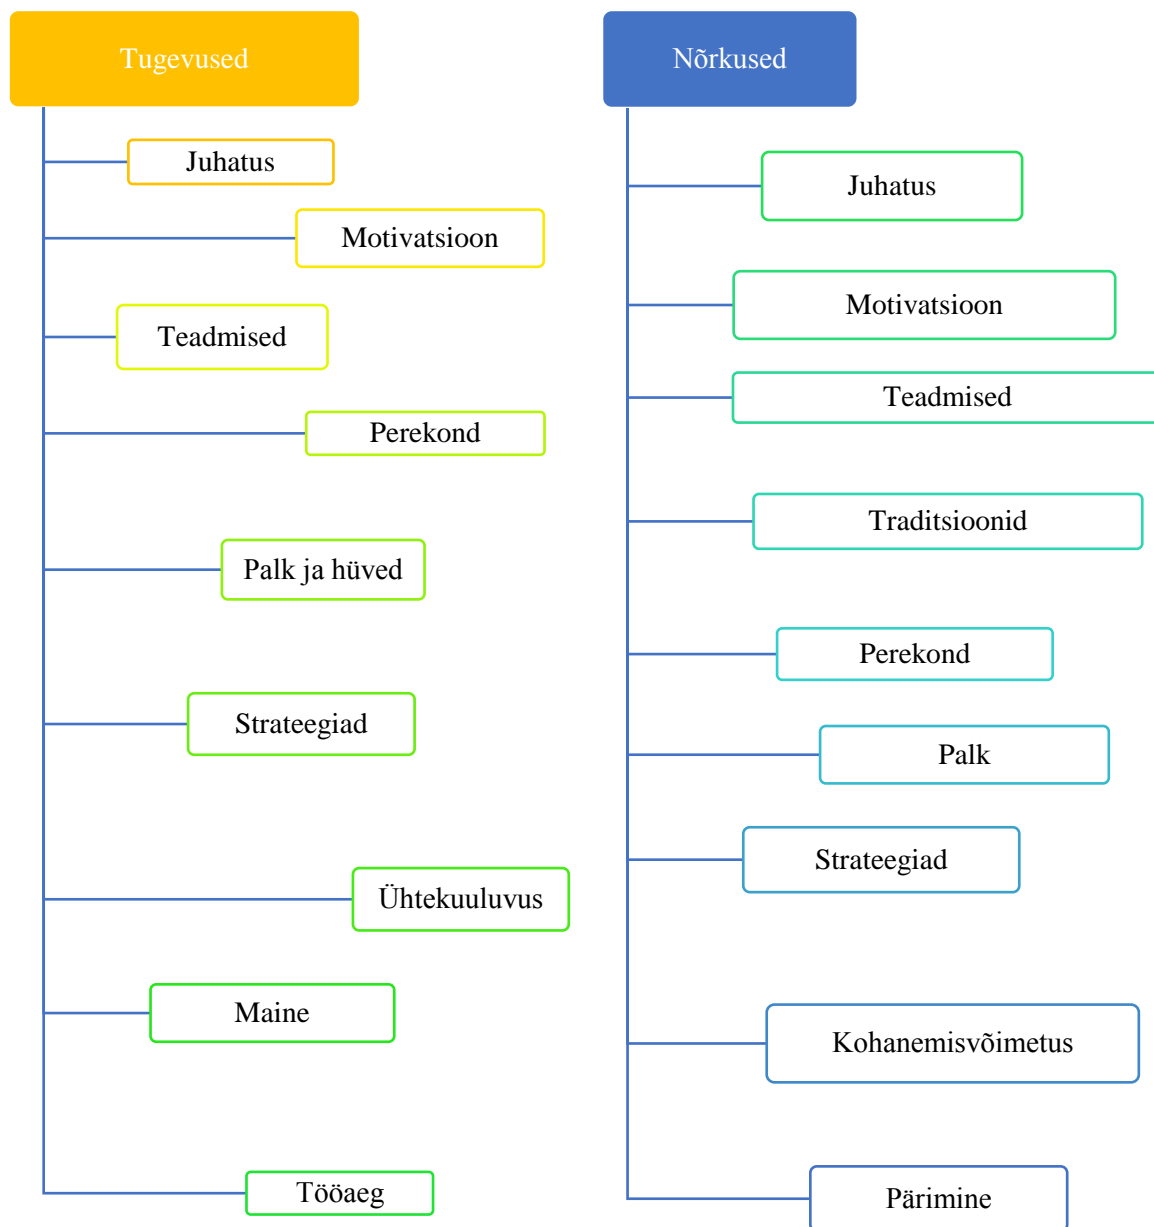 Tugevused
Juhatus
Motivatsioon
Teadmised
Perekond
Palk ja hüved
Strateegiad
Ühtekuuluvus
Maine
Tööaeg
Nõrkused
Juhatus
Motivatsioon
Teadmised
Traditsioonid
Perekond
Palk
Strateegiad
Kohanemisvõimetus
Pärimine